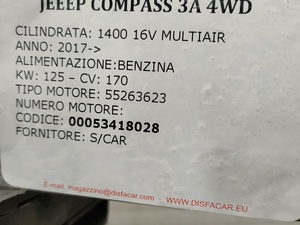 JEEEP COMPASS 3A 4WD
CILINDRATA: 1400 16V MULTIAIR
ANNO: 2017->
ALIMENTAZIONE:BENZINA
KW: 125 – CV: 170
TIPO MOTORE: 55263623
NUMERO MOTORE:
CODICE: 00053418028
FORNITORE: S/CAR
E-mail: magazzino@disfacar.eu www.DISFACAR.EU